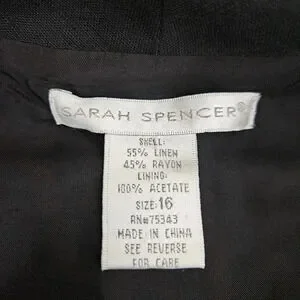 SARAH SPENCER®
SHELL:
55% LINEN
45% RAYON
LINING:
100% ACETATE
SIZE: 16
RN#75343
MADE IN CHINA
SEE REVERSE
FOR CARE